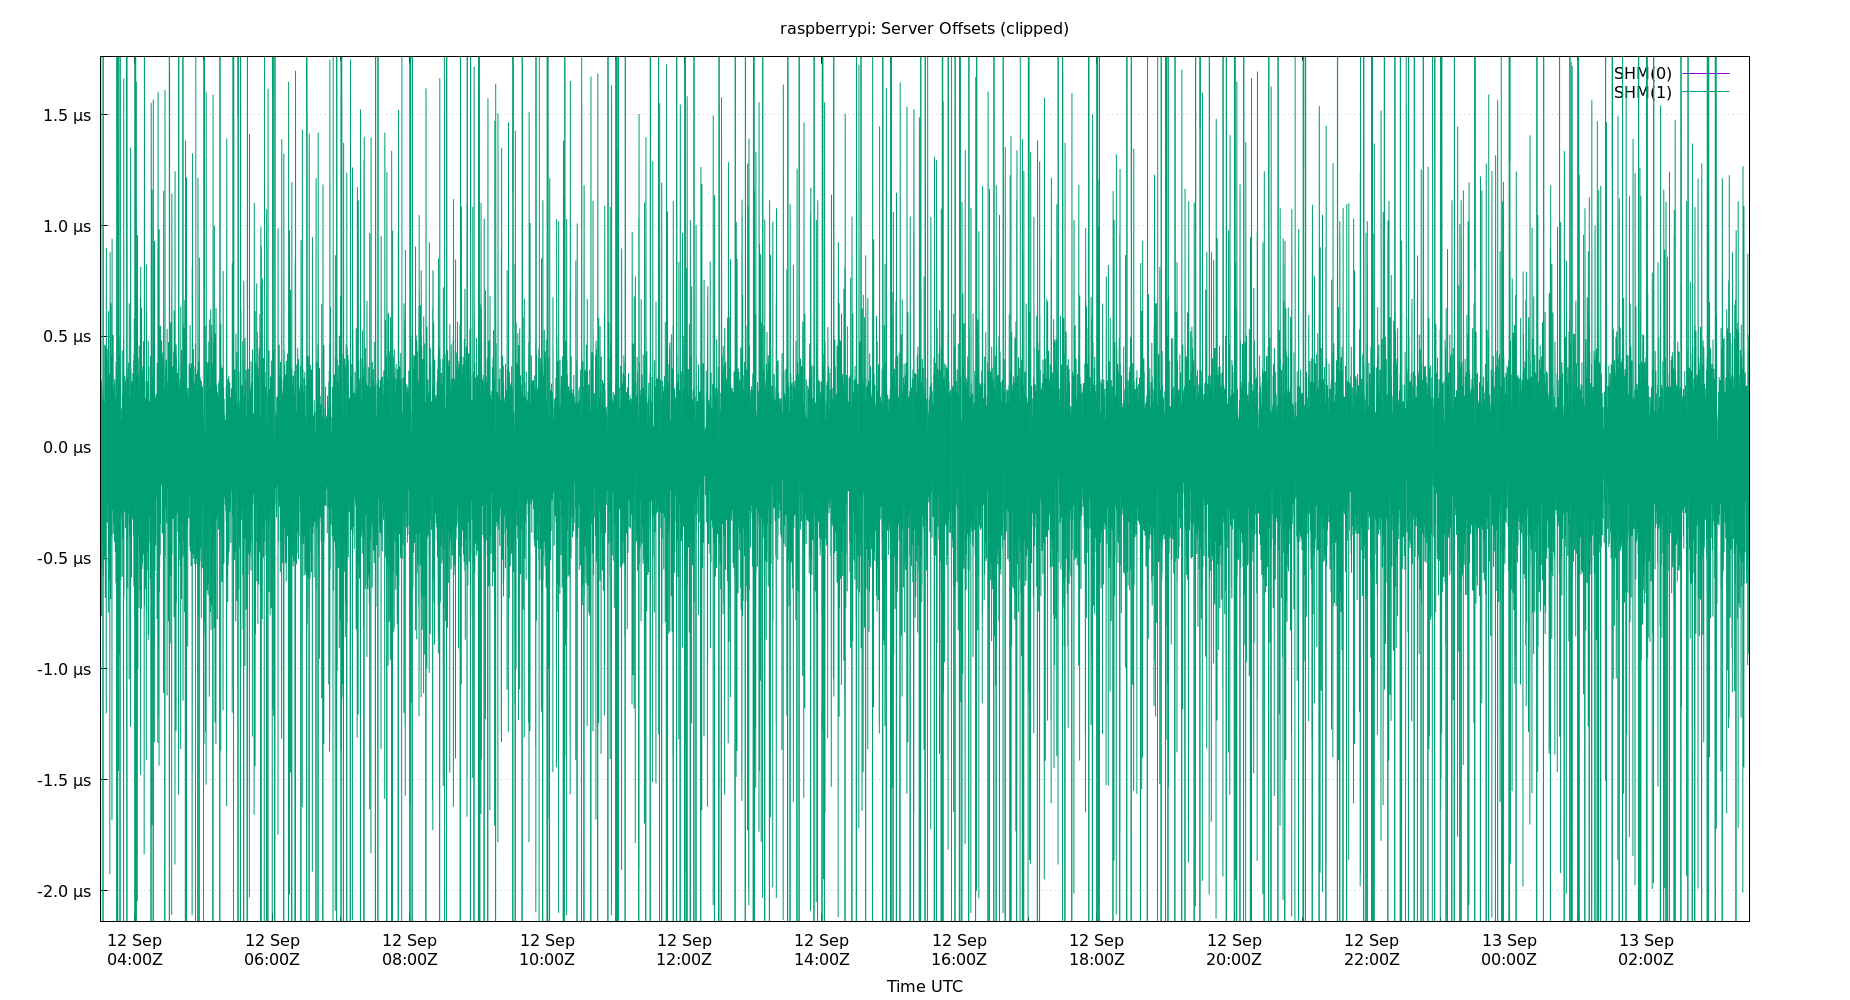 raspberrypi: Server Offsets (clipped)
SHM(0)
SHM(1)
1.5 µs
1.0 µs
0.5 µs
0.0 µs
-0.5 µs
-1.0 µs
-1.5 µs
-2.0 µs
12 Sep 12 Sep 12 Sep 12 Sep 12 Sep 12 Sep 12 Sep 12 Sep 12 Sep 12 Sep 13 Sep 13 Sep
04:00Z 06:00Z 08:00Z 10:00Z 12:00Z 14:00Z 16:00Z 18:00Z 20:00Z 22:00Z 00:00Z 02:00Z
Time UTC